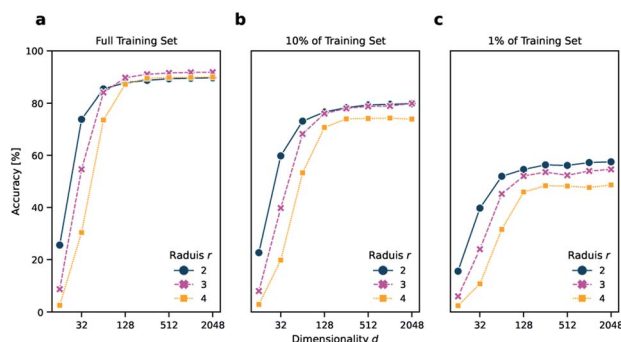 a
Full Training Set
b
10% of Training Set
c
1% of Training Set
Accuracy [%]
100
80
60
40
20
0
Raduis r
2
3
4
32
128
512
2048
Raduis r
2
3
4
32
128
512
2048
Raduis r
2
3
4
32
128
512
2048
Dimensionality d